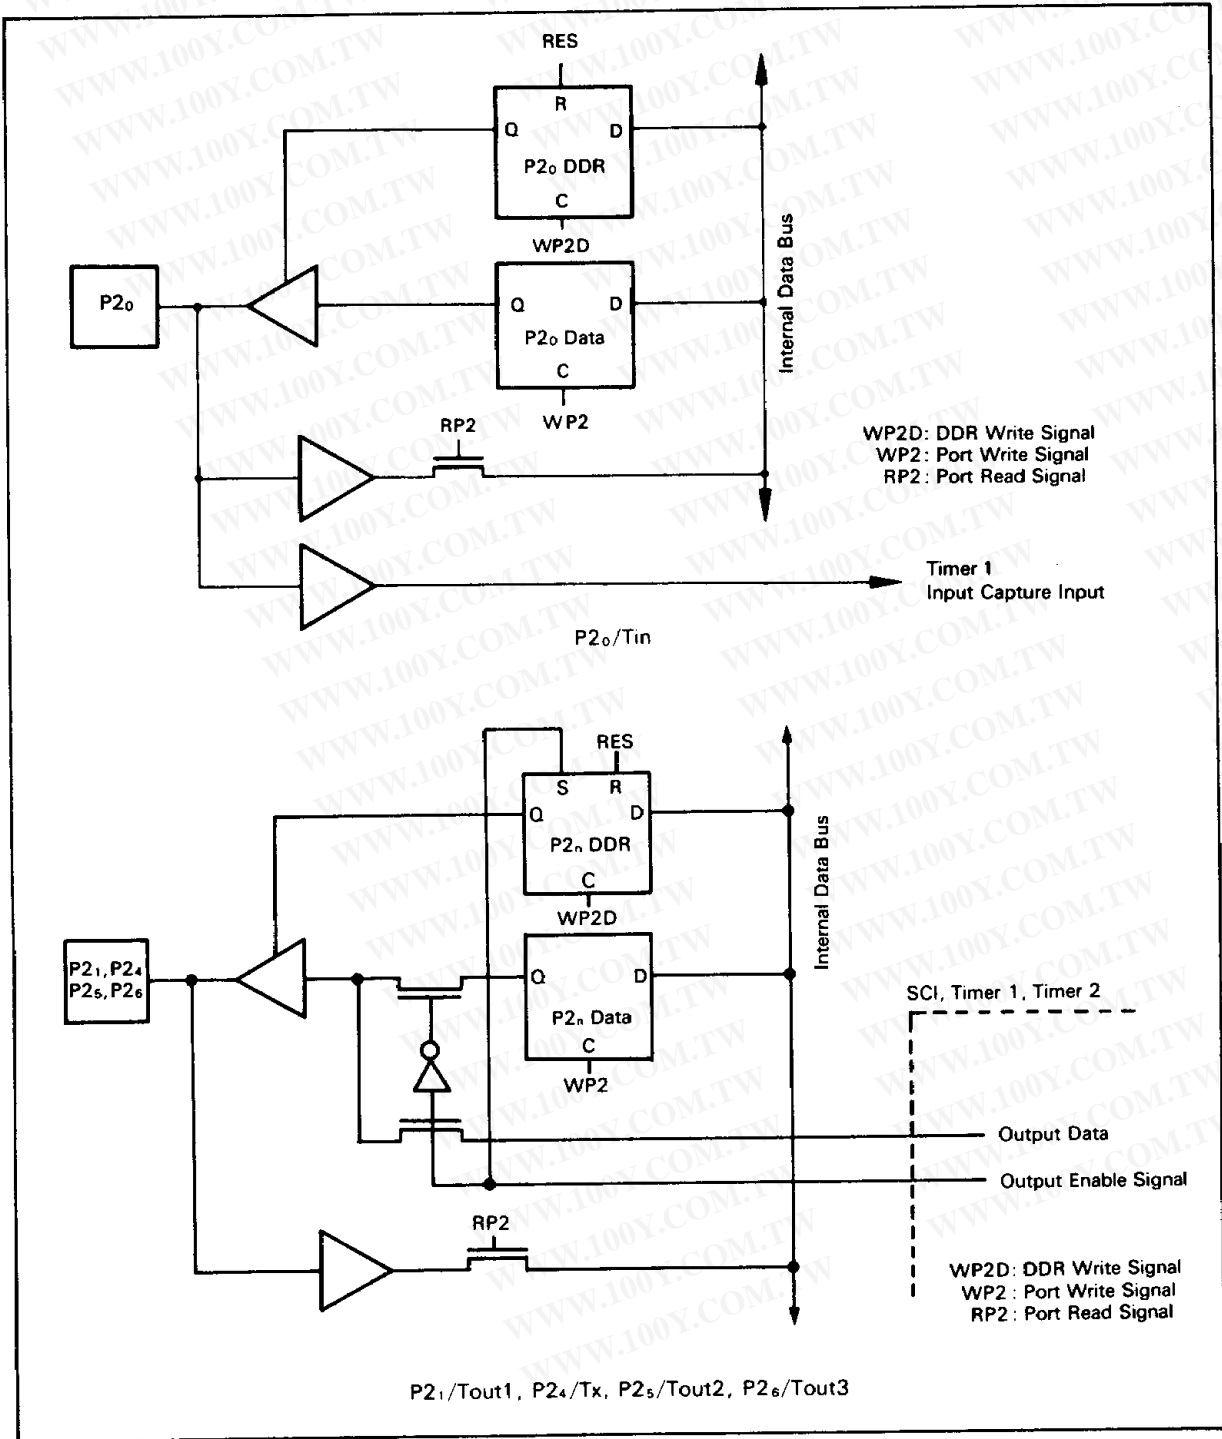 RES
R
Q D
P2₀ DDR
C
WP2D
Internal Data Bus
P2₀
Q D
P2₀ Data
C
WP2
RP2
WP2D: DDR Write Signal
WP2: Port Write Signal
RP2: Port Read Signal
Timer 1
Input Capture Input
P2₀/Tin
RES
S R
Q D
P2ₙ DDR
C
WP2D
Internal Data Bus
P2₁, P2₄
P2₅, P2₆
Q D
P2ₙ Data
C
WP2
SCI, Timer 1, Timer 2
Output Data
Output Enable Signal
RP2
WP2D: DDR Write Signal
WP2: Port Write Signal
RP2: Port Read Signal
P2₁/Tout1, P2₄/Tx, P2₅/Tout2, P2₆/Tout3
WWW.100Y.COM.TW